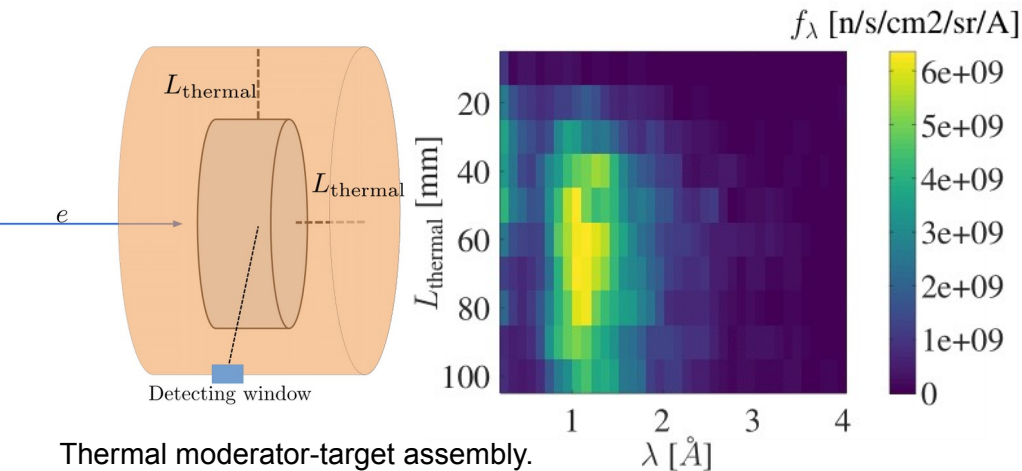 L_thermal
L_thermal
e
Detecting window
Thermal moderator-target assembly.
f_λ [n/s/cm2/sr/A]
L_thermal [mm]
20
40
60
80
100
1 2 3 4
λ [Å]
6e+09
5e+09
4e+09
3e+09
2e+09
1e+09
0